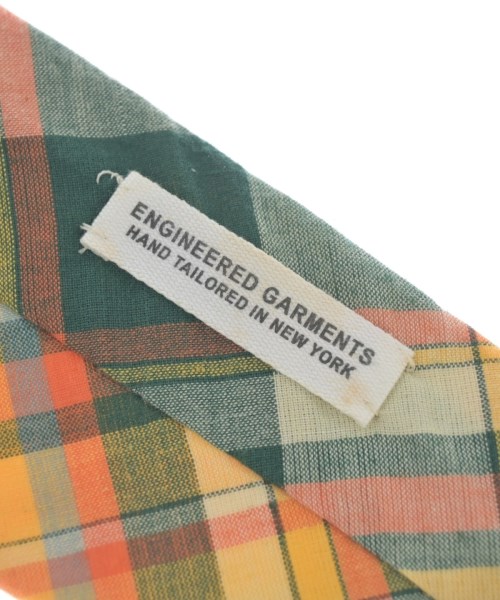 ENGINEERED GARMENTS
HAND TAILORED IN NEW YORK